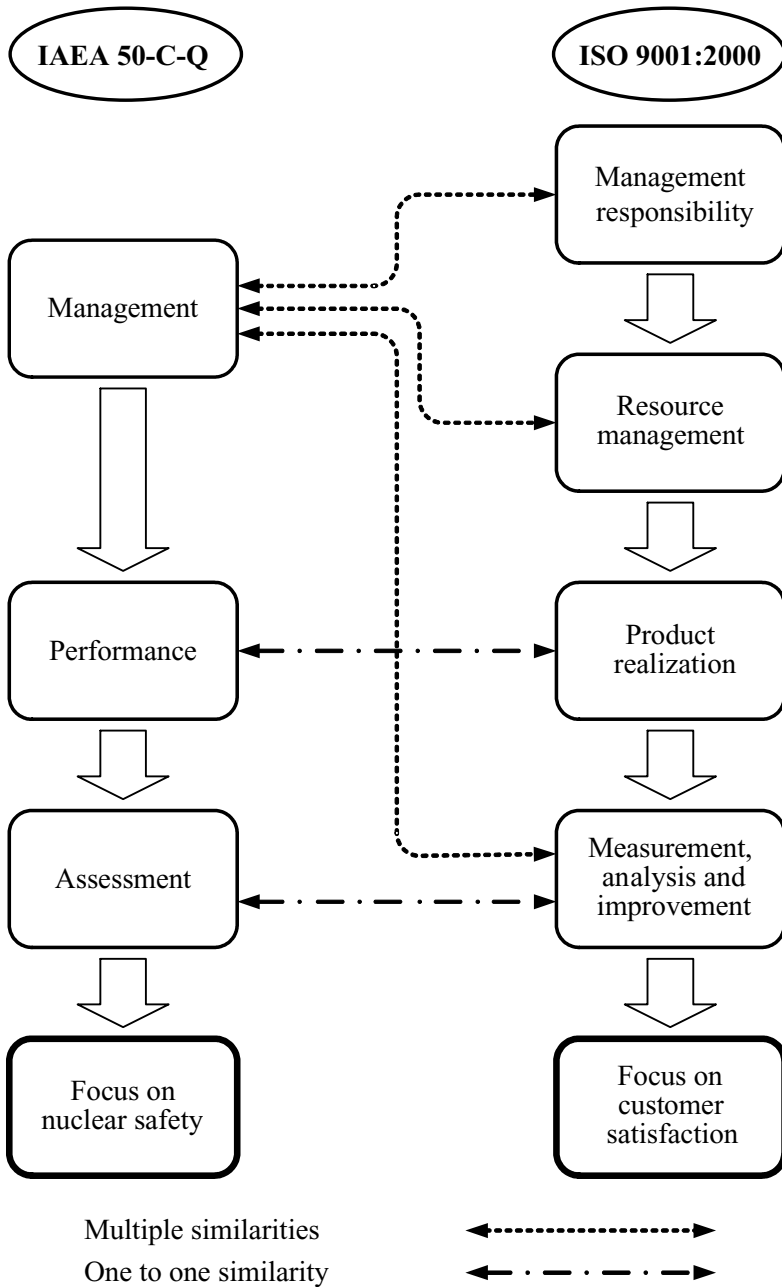 IAEA 50-C-Q
ISO 9001:2000
Management
responsibility
Management
Resource
management
Performance
Product
realization
Assessment
Measurement,
analysis and
improvement
Focus on
nuclear safety
Focus on
customer
satisfaction
Multiple similarities
One to one similarity